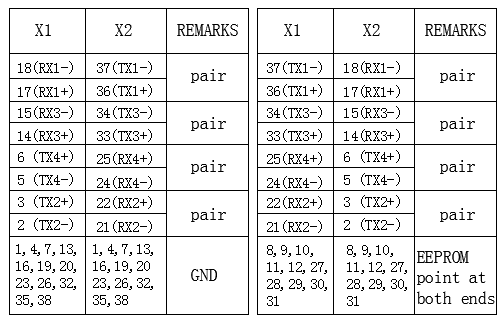 X1 X2 REMARKS
18(RX1-) 37(TX1-) pair
17(RX1+) 36(TX1+)
15(RX3-) 34(TX3-) pair
14(RX3+) 33(TX3+)
6 (TX4+) 25(RX4+) pair
5 (TX4-) 24(RX4-)
3 (TX2+) 22(RX2+) pair
2 (TX2-) 21(RX2-)
1,4,7,13, 1,4,7,13,
16,19,20, 16,19,20
23,26,32, 23,26,32,
35,38 35,38
GND
X1 X2 REMARKS
37(TX1-) 18(RX1-) pair
36(TX1+) 17(RX1+)
34(TX3-) 15(RX3-) pair
33(TX3+) 14(RX3+)
25(RX4+) 6 (TX4+) pair
24(RX4-) 5 (TX4-)
22(RX2+) 3 (TX2+) pair
21(RX2-) 2 (TX2-)
8,9,10, 8,9,10, EEPROM
11,12,27, 11,12,27, point at
28,29,30, 28,29,30, both ends
31 31